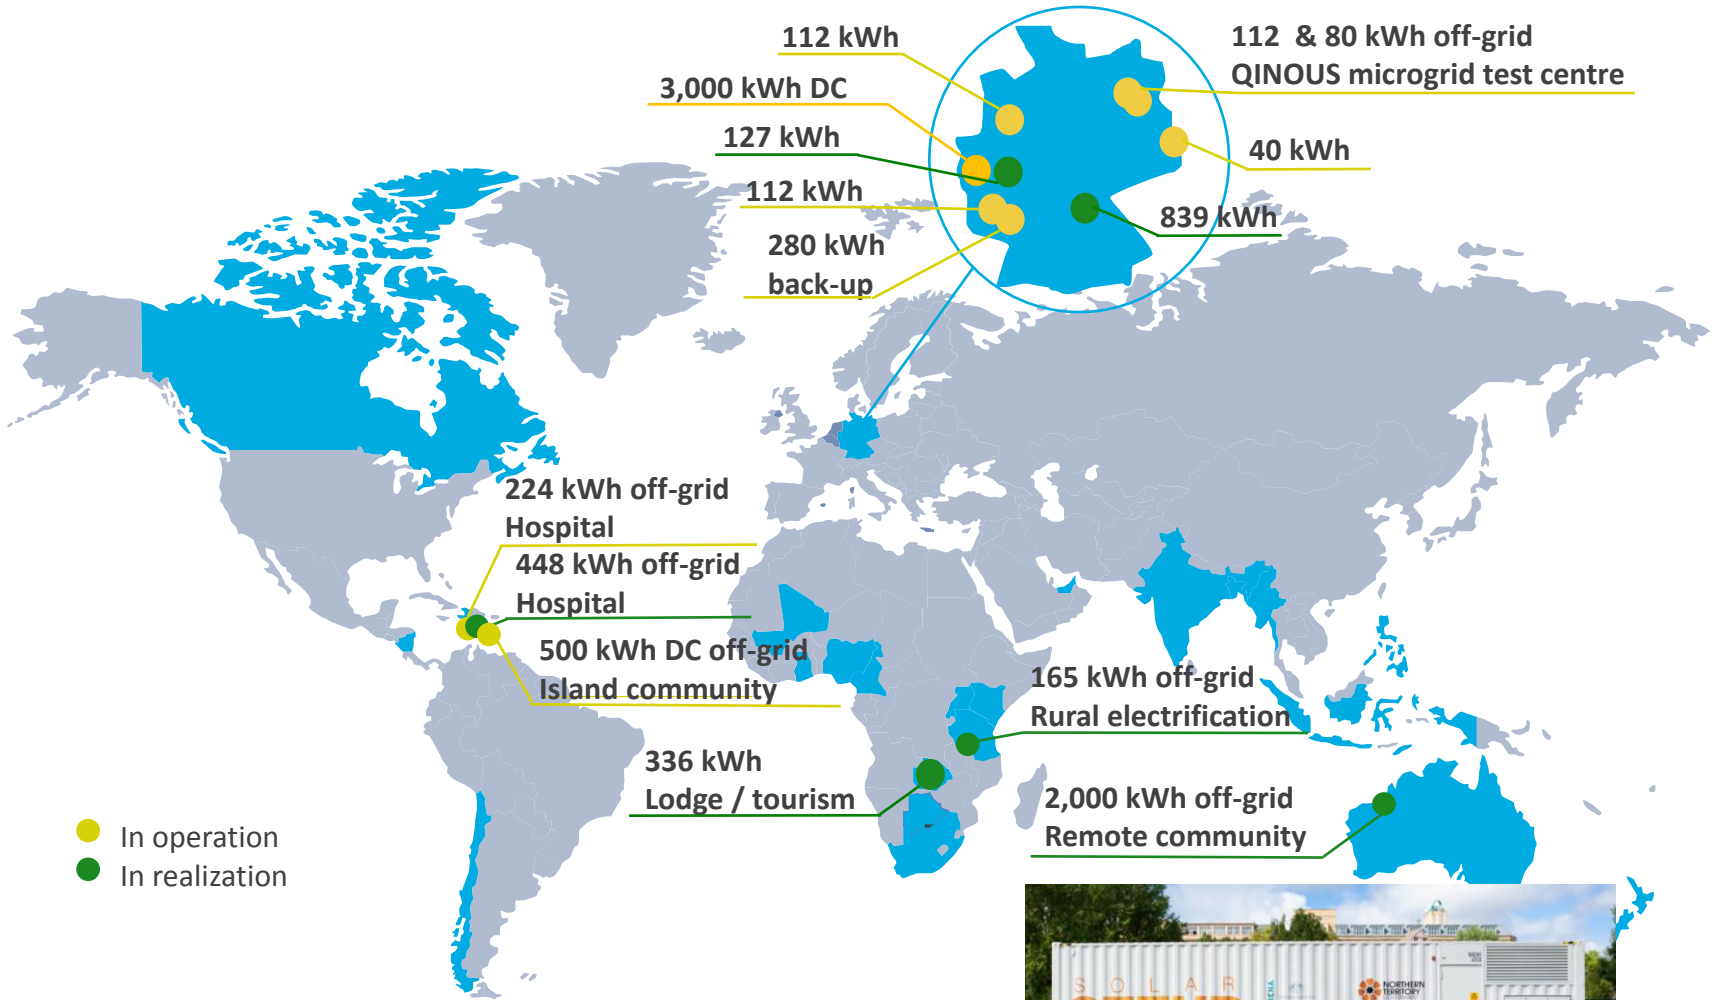 112 kWh
3,000 kWh DC
127 kWh
112 kWh
280 kWh
back-up
112 & 80 kWh off-grid
QINOUS microgrid test centre
40 kWh
839 kWh
224 kWh off-grid
Hospital
448 kWh off-grid
Hospital
500 kWh DC off-grid
Island community
165 kWh off-grid
Rural electrification
336 kWh
Lodge / tourism
2,000 kWh off-grid
Remote community
In operation
In realization
SOLAR
NORTHERN
TERRITORY